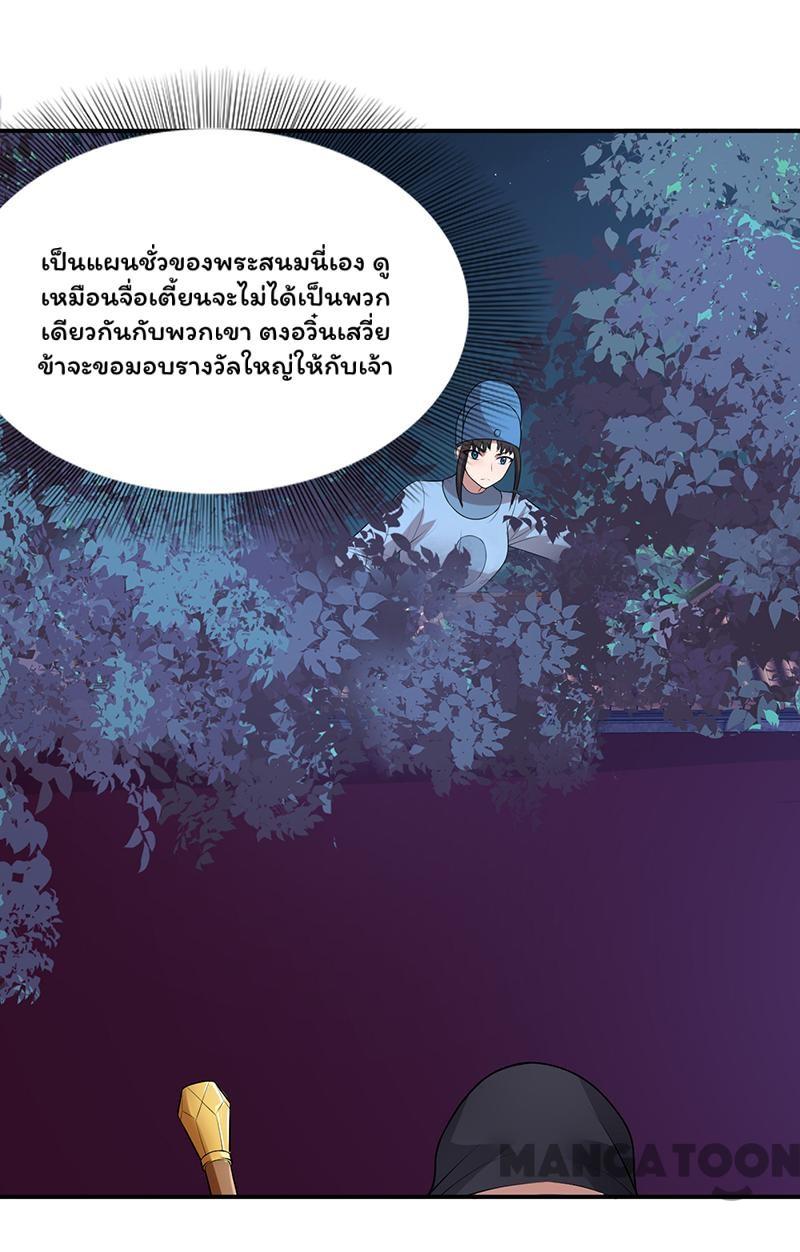 เป็นแผนชั่วของพระสนมนี่เอง ดู
เหมือนจื่อเตี้ยนจะไม่ได้เป็นพวก
เดียวกันกับพวกเขา ตงอวิ๋นเสวี่ย
ข้าจะขอมอบรางวัลใหญ่ให้กับเจ้า
MANGATOON